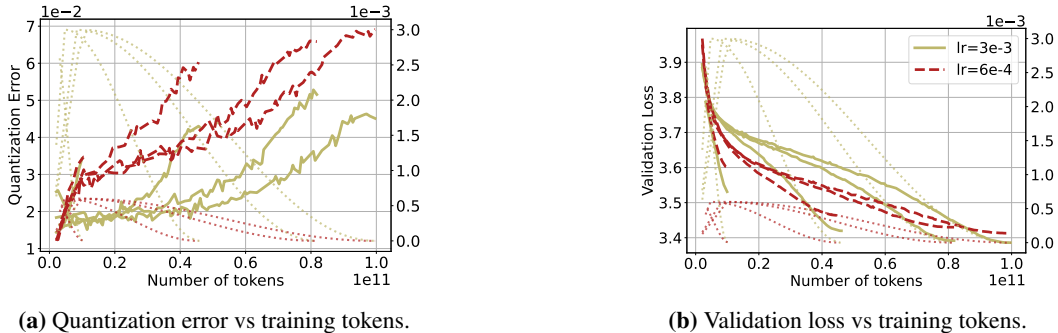 1e−2
1e−3
7
6
5
4
3
2
1
3.0
2.5
2.0
1.5
1.0
0.5
0.0
Quantization Error
0.0 0.2 0.4 0.6 0.8 1.0
Number of tokens 1e11
(a) Quantization error vs training tokens.
1e−3
lr=3e-3
lr=6e-4
3.9
3.8
3.7
3.6
3.5
3.4
3.0
2.5
2.0
1.5
1.0
0.5
0.0
Validation Loss
0.0 0.2 0.4 0.6 0.8 1.0
Number of tokens 1e11
(b) Validation loss vs training tokens.